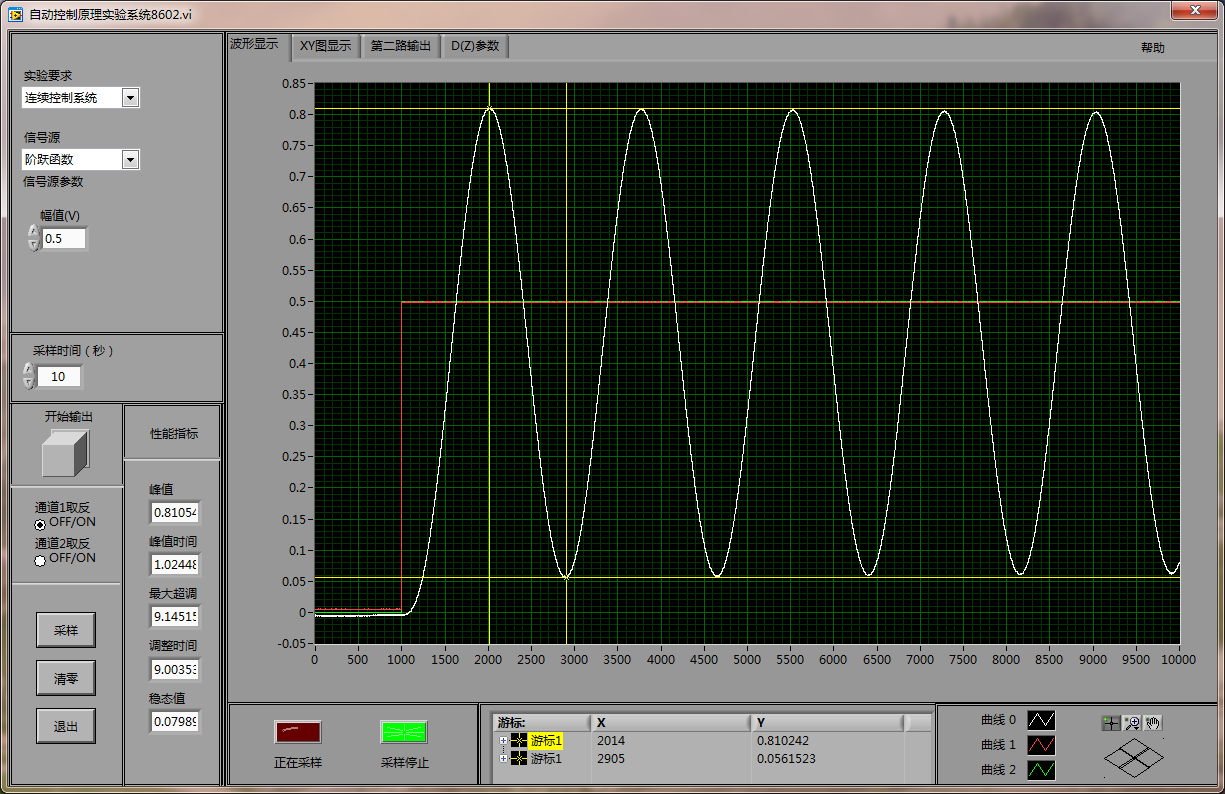 自动控制原理实验系统8602.vi
实验要求
连续控制系统
信号源
阶跃函数
信号源参数
幅值(V)
0.5
采样时间（秒）
10
开始输出
通道1取反
OFF/ON
通道2取反
OFF/ON
采样
清零
退出
性能指标
峰值
0.81054
峰值时间
1.02448
最大超调
9.14515
调整时间
9.00353
稳态值
0.07989
波形显示 XY图显示 第二路输出 D(Z)参数 帮助
0.85
0.8
0.75
0.7
0.65
0.6
0.55
0.5
0.45
0.4
0.35
0.3
0.25
0.2
0.15
0.1
0.05
0
-0.05
0 500 1000 1500 2000 2500 3000 3500 4000 4500 5000 5500 6000 6500 7000 7500 8000 8500 9000 9500 10000
正在采样
采样停止
游标: X Y
游标1 2014 0.810242
游标1 2905 0.0561523
曲线 0
曲线 1
曲线 2